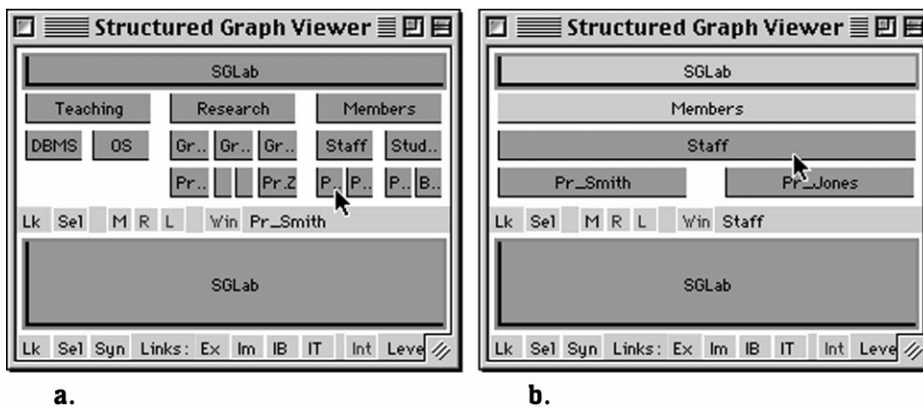 Structured Graph Viewer
SGLab
Teaching Research Members
DBMS OS Gr.. Gr.. Gr.. Staff Stud..
Pr.. Pr.Z P.. P.. P.. B..
Lk Sel M R L Win Pr_Smith
SGLab
Lk Sel Syn Links: Ex Im IB IT Int Leve
a.
Structured Graph Viewer
SGLab
Members
Staff
Pr_Smith Pr_Jones
Lk Sel M R L Win Staff
SGLab
Lk Sel Syn Links: Ex Im IB IT Int Leve
b.